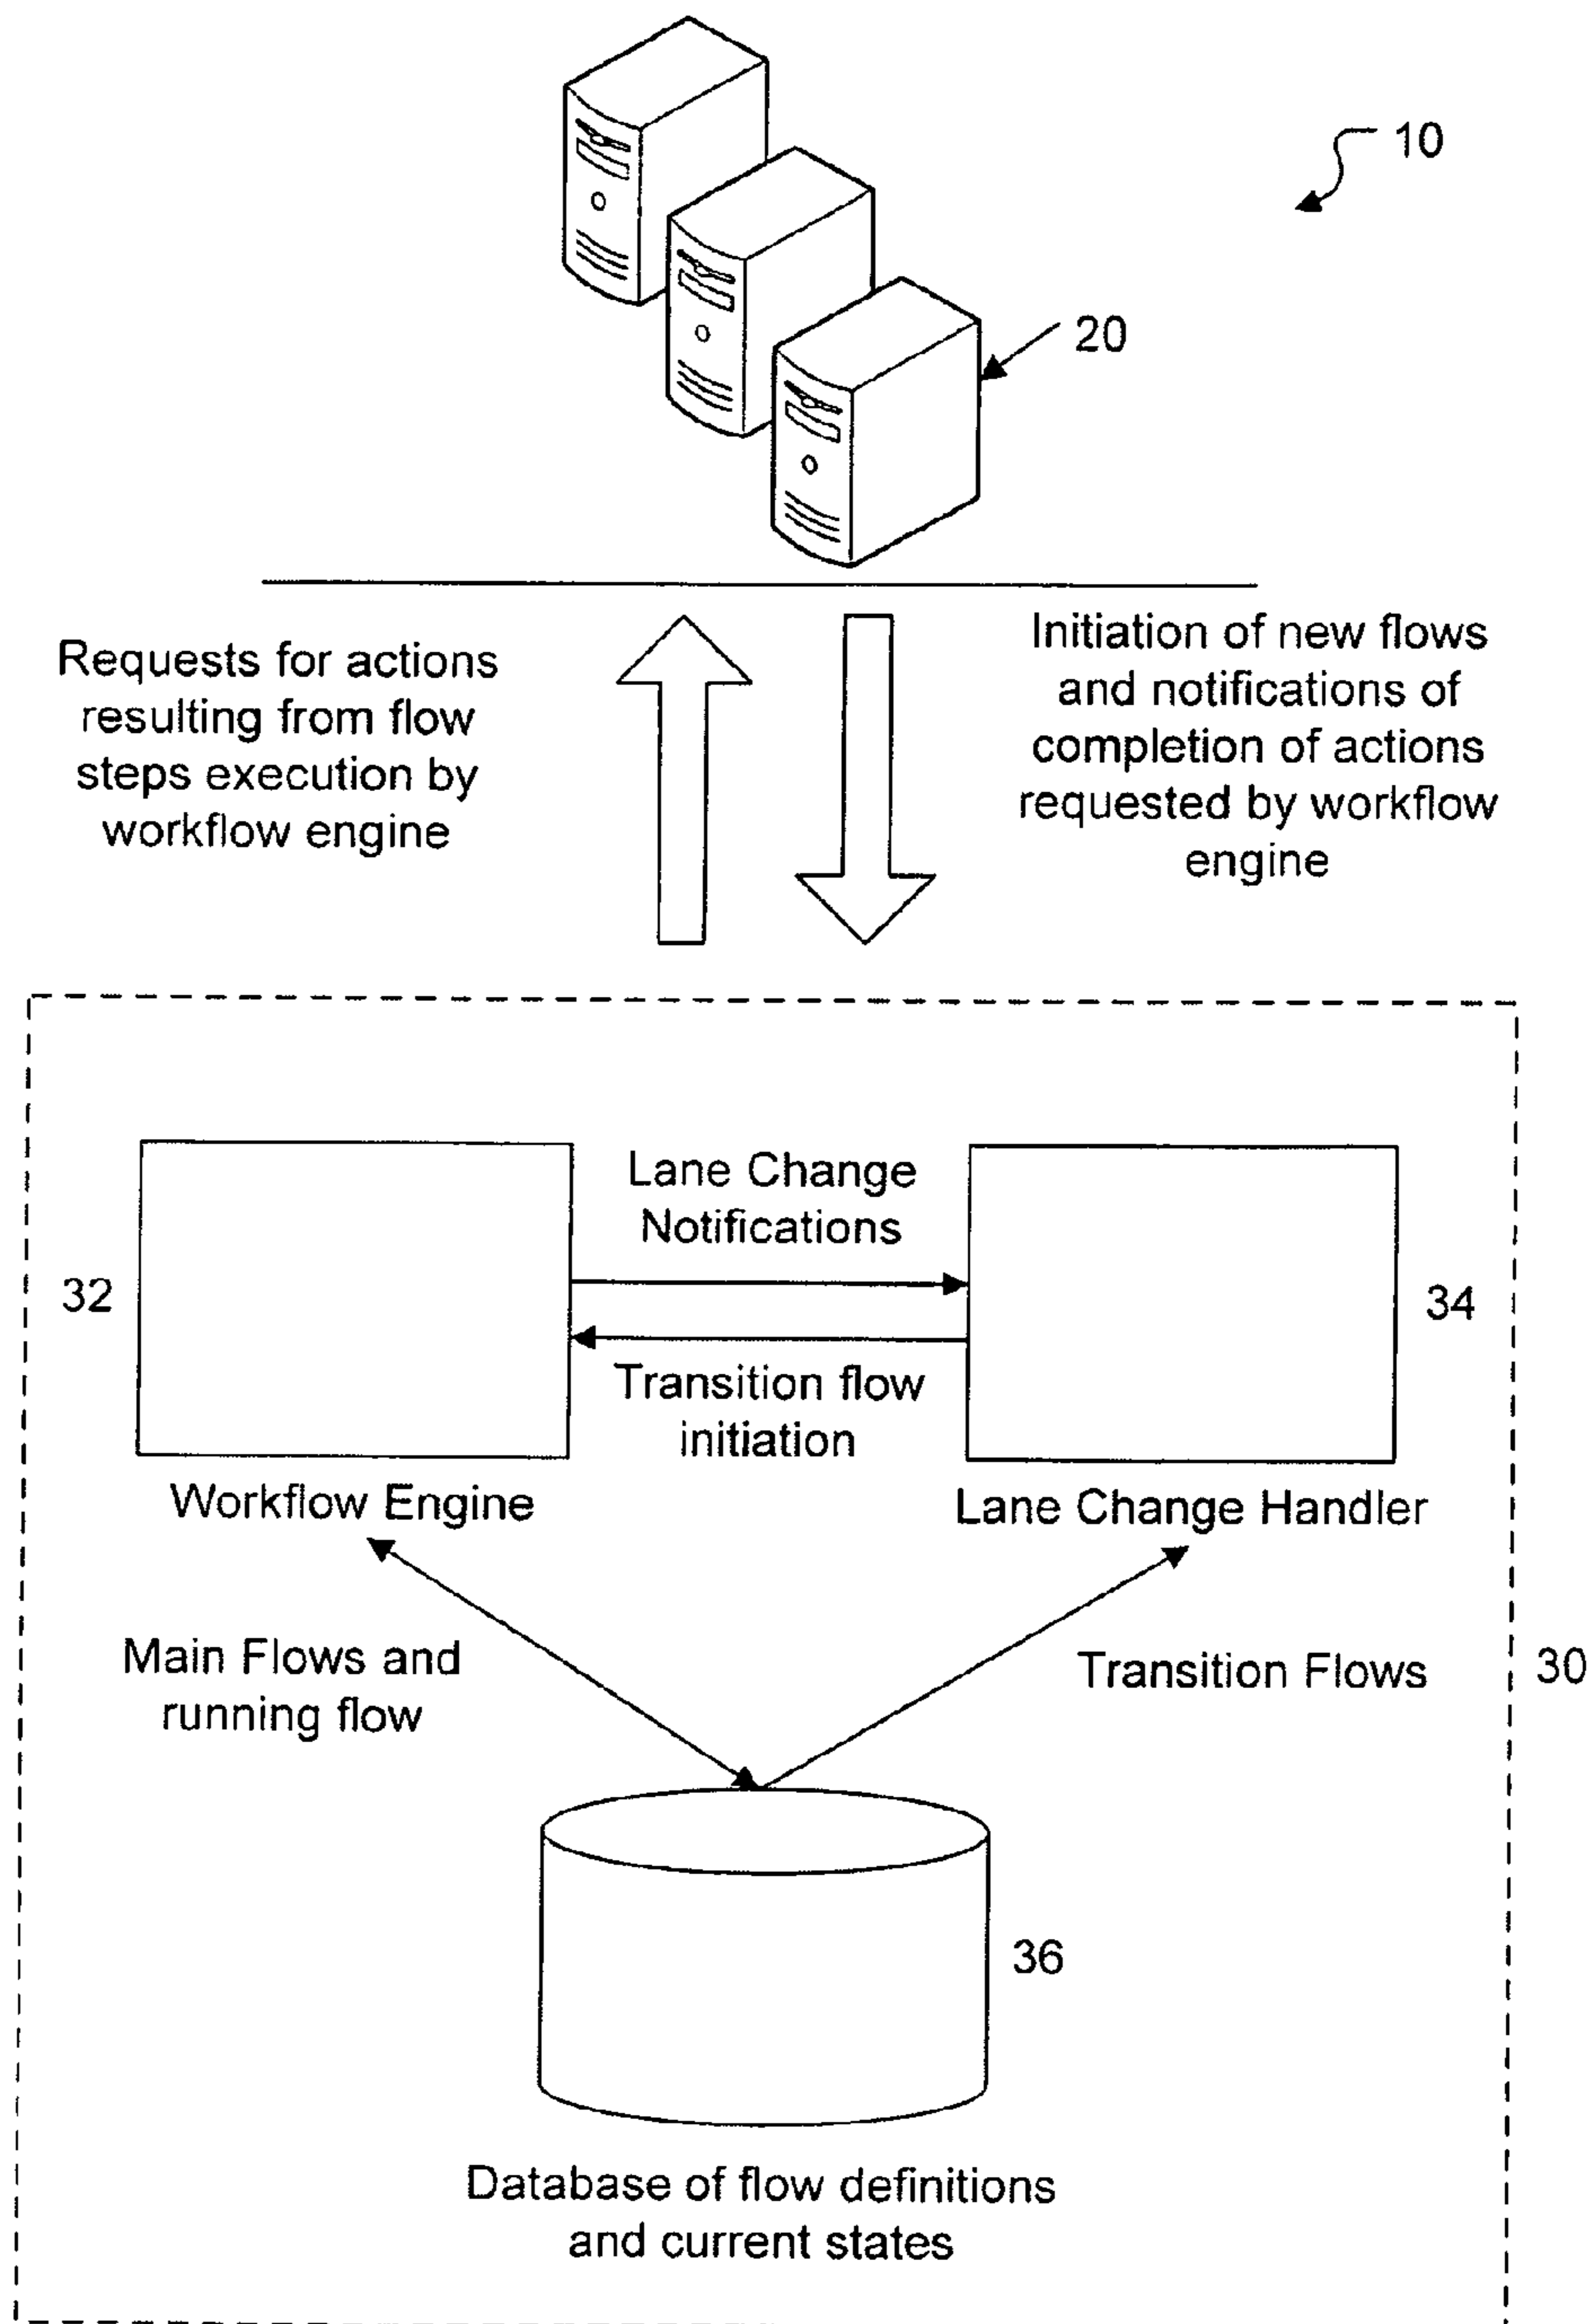 10
20
Requests for actions
resulting from flow
steps execution by
workflow engine
Initiation of new flows
and notifications of
completion of actions
requested by workflow
engine
Lane Change
Notifications
32
34
Transition flow
initiation
Workflow Engine
Lane Change Handler
Main Flows and
running flow
Transition Flows
30
36
Database of flow definitions
and current states